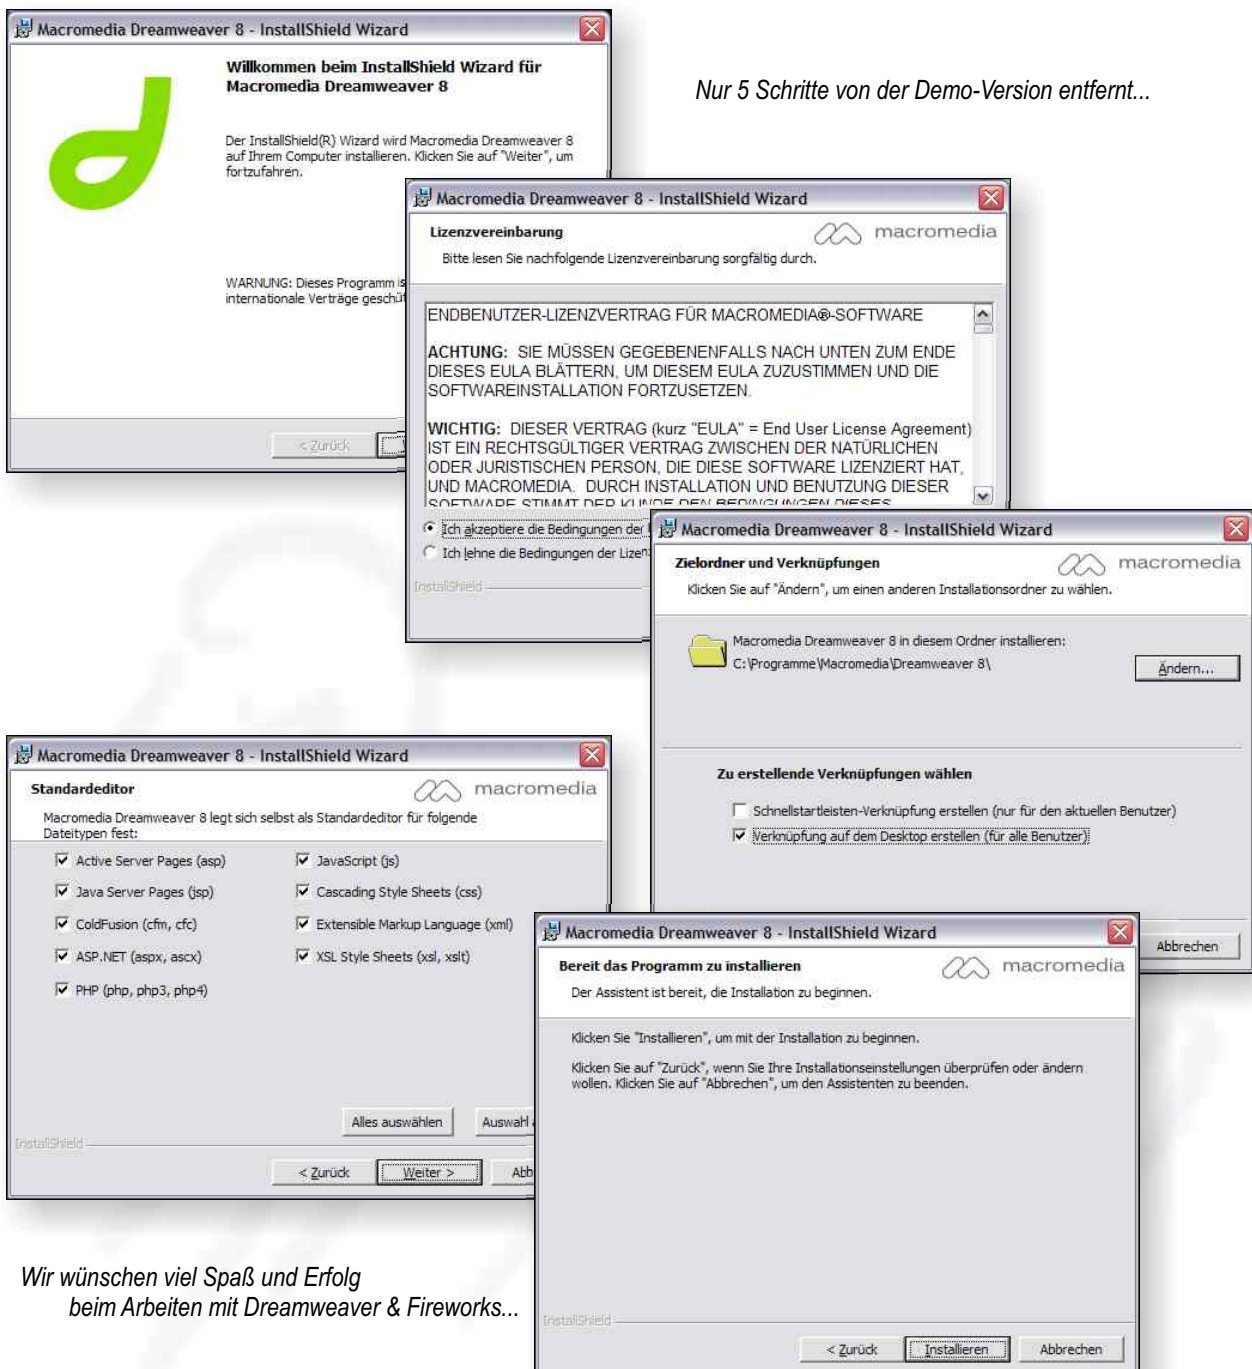 Macromedia Dreamweaver 8 - InstallShield Wizard
Willkommen beim InstallShield Wizard für
Macromedia Dreamweaver 8
Der InstallShield(R) Wizard wird Macromedia Dreamweaver 8
auf Ihrem Computer installieren. Klicken Sie auf "Weiter", um
fortzufahren.
WARNUNG: Dieses Programm is
internationale Verträge geschü
< Zurück
Nur 5 Schritte von der Demo-Version entfernt...
Macromedia Dreamweaver 8 - InstallShield Wizard
Lizenzvereinbarung
macromedia
Bitte lesen Sie nachfolgende Lizenzvereinbarung sorgfältig durch.
ENDBENUTZER-LIZENZVERTRAG FÜR MACROMEDIA®-SOFTWARE
ACHTUNG: SIE MÜSSEN GEGEBENENFALLS NACH UNTEN ZUM ENDE
DIESES EULA BLÄTTERN, UM DIESEM EULA ZUZUSTIMMEN UND DIE
SOFTWAREINSTALLATION FORTZUSETZEN.
WICHTIG: DIESER VERTRAG (kurz "EULA" = End User License Agreement)
IST EIN RECHTSGÜLTIGER VERTRAG ZWISCHEN DER NATÜRLICHEN
ODER JURISTISCHEN PERSON, DIE DIESE SOFTWARE LIZENZIERT HAT,
UND MACROMEDIA. DURCH INSTALLATION UND BENUTZUNG DIESER
SOFTWARE STIMMT DER KUNDE DEN BEDINGUNGEN DIESES
Ich akzeptiere die Bedingungen der
Ich lehne die Bedingungen der Lizen
InstallShield
Macromedia Dreamweaver 8 - InstallShield Wizard
Zielordner und Verknüpfungen
macromedia
Klicken Sie auf "Ändern", um einen anderen Installationsordner zu wählen.
Macromedia Dreamweaver 8 in diesem Ordner installieren:
C:\Programme\Macromedia\Dreamweaver 8\
Ändern...
Zu erstellende Verknüpfungen wählen
Schnellstartleisten-Verknüpfung erstellen (nur für den aktuellen Benutzer)
Verknüpfung auf dem Desktop erstellen (für alle Benutzer)
Abbrechen
Macromedia Dreamweaver 8 - InstallShield Wizard
Standardeditor
macromedia
Macromedia Dreamweaver 8 legt sich selbst als Standardeditor für folgende
Dateitypen fest:
Active Server Pages (asp)
JavaScript (js)
Java Server Pages (jsp)
Cascading Style Sheets (css)
ColdFusion (cfm, cfc)
Extensible Markup Language (xml)
ASP.NET (aspx, ascx)
XSL Style Sheets (xsl, xslt)
PHP (php, php3, php4)
Alles auswählen
Auswahl
InstallShield
< Zurück
Weiter >
Abb
Macromedia Dreamweaver 8 - InstallShield Wizard
Bereit das Programm zu installieren
macromedia
Der Assistent ist bereit, die Installation zu beginnen.
Klicken Sie "Installieren", um mit der Installation zu beginnen.
Klicken Sie auf "Zurück", wenn Sie Ihre Installationseinstellungen überprüfen oder ändern
wollen. Klicken Sie auf "Abbrechen", um den Assistenten zu beenden.
InstallShield
< Zurück
Installieren
Abbrechen
Wir wünschen viel Spaß und Erfolg
beim Arbeiten mit Dreamweaver & Fireworks...